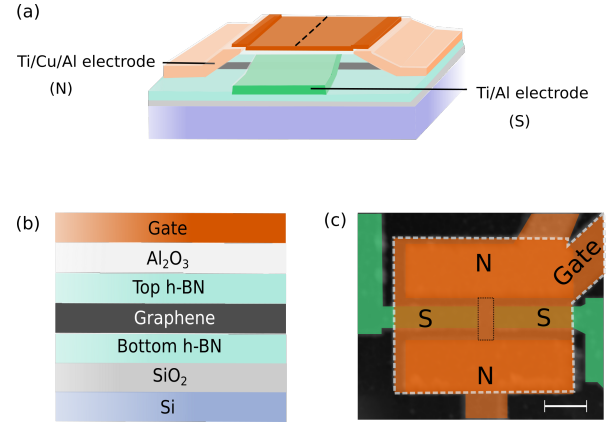 (a)
Ti/Cu/Al electrode
(N)
Ti/Al electrode
(S)
(b)
Gate
Al₂O₃
Top h-BN
Graphene
Bottom h-BN
SiO₂
Si
(c)
N
Gate
S
S
N